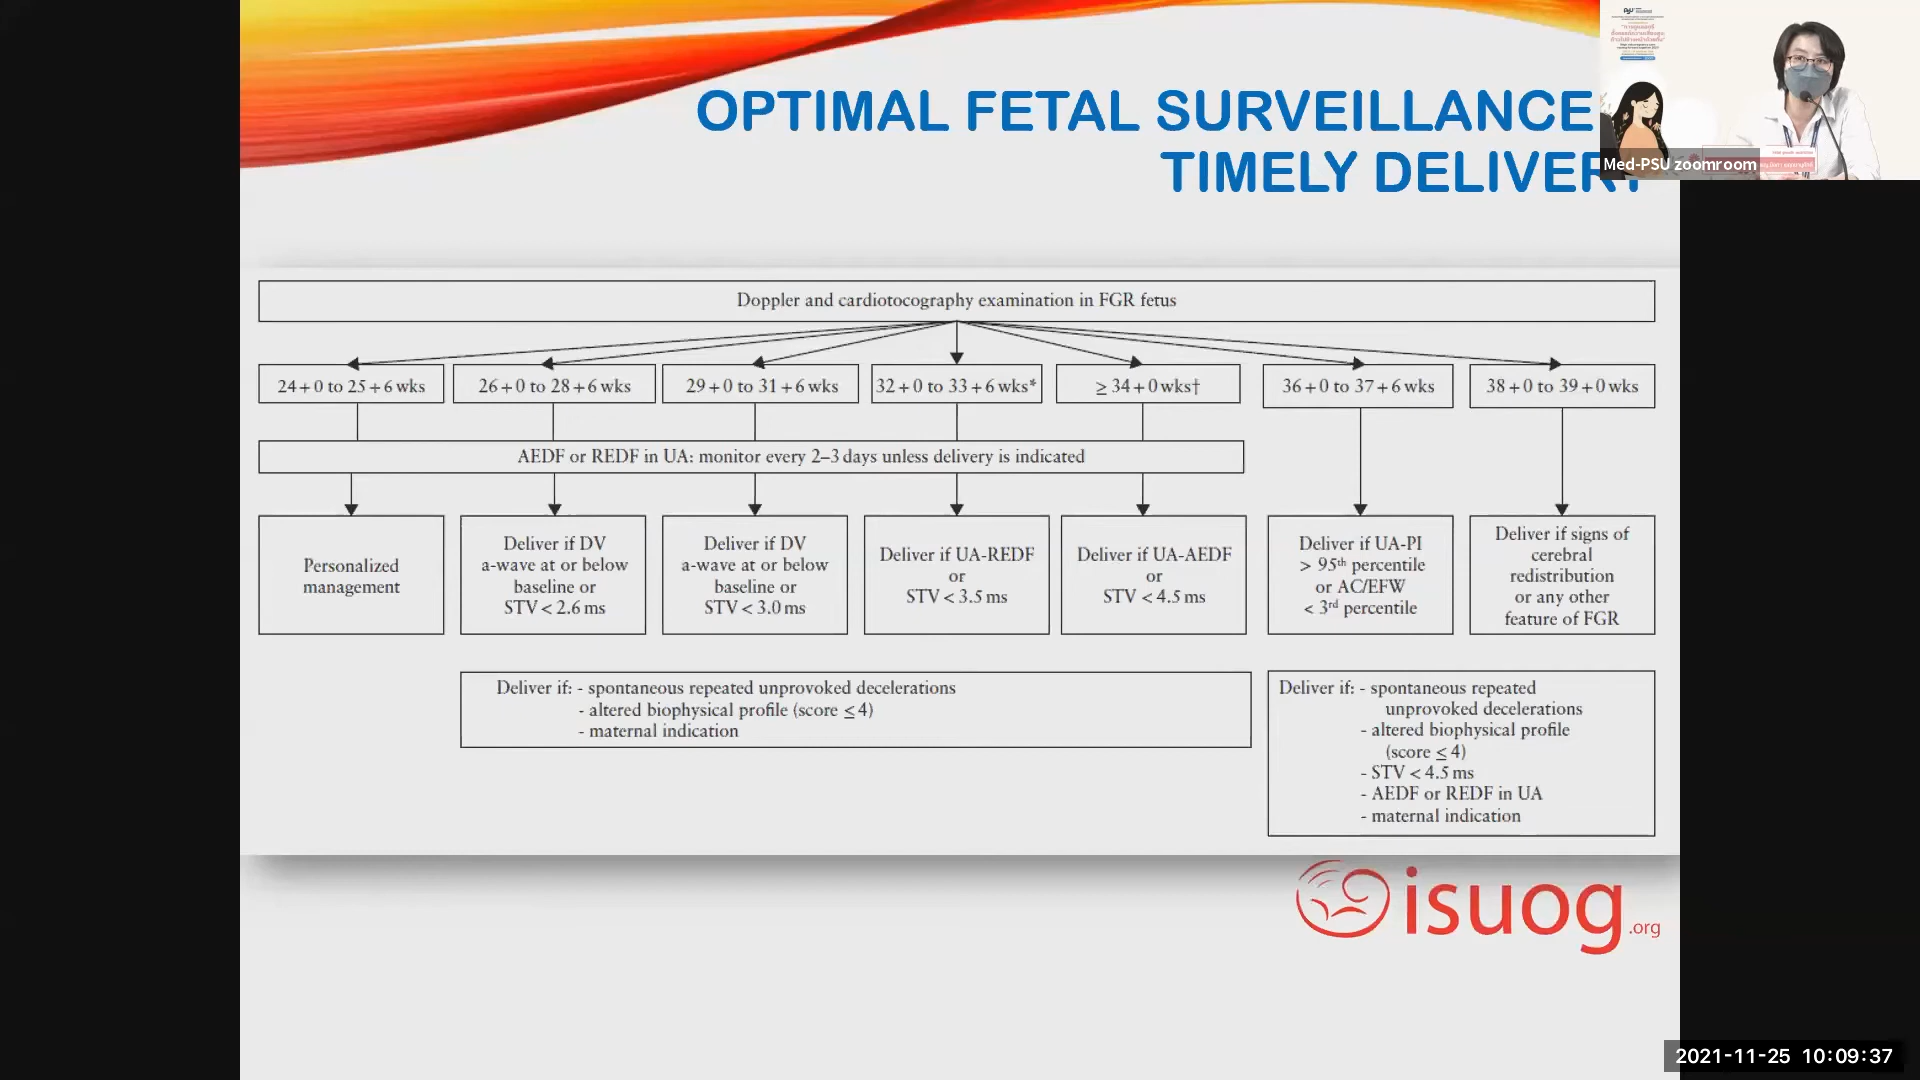 OPTIMAL FETAL SURVEILLANCE
TIMELY DELIVERY
Med-PSU zoomroom
Doppler and cardiotocography examination in FGR fetus
24+0 to 25+6 wks
26+0 to 28+6 wks
29+0 to 31+6 wks
32+0 to 33+6 wks*
≥ 34+0 wks†
36+0 to 37+6 wks
38+0 to 39+0 wks
AEDF or REDF in UA: monitor every 2–3 days unless delivery is indicated
Personalized
management
Deliver if DV
a-wave at or below
baseline or
STV < 2.6 ms
Deliver if DV
a-wave at or below
baseline or
STV < 3.0 ms
Deliver if UA-REDF
or
STV < 3.5 ms
Deliver if UA-AEDF
or
STV < 4.5 ms
Deliver if UA-PI
> 95th percentile
or AC/EFW
< 3rd percentile
Deliver if signs of
cerebral
redistribution
or any other
feature of FGR
Deliver if: - spontaneous repeated unprovoked decelerations
- altered biophysical profile (score ≤ 4)
- maternal indication
Deliver if: - spontaneous repeated
unprovoked decelerations
- altered biophysical profile
(score ≤ 4)
- STV < 4.5 ms
- AEDF or REDF in UA
- maternal indication
isuog.org
2021-11-25 10:09:37